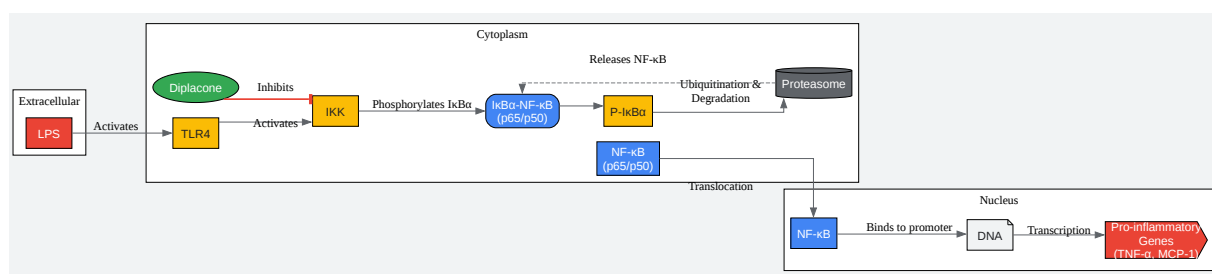 Cytoplasm
Releases NF-κB
Diplacone
Inhibits
Ubiquitination &
Degradation
Proteasome
Extracellular
LPS
Activates
TLR4
Activates
IKK
Phosphorylates IκBα
IκBα-NF-κB
(p65/p50)
P-IκBα
NF-κB
(p65/p50)
Translocation
Nucleus
NF-κB
Binds to promoter
DNA
Transcription
Pro-inflammatory
Genes
(TNF-α, MCP-1)